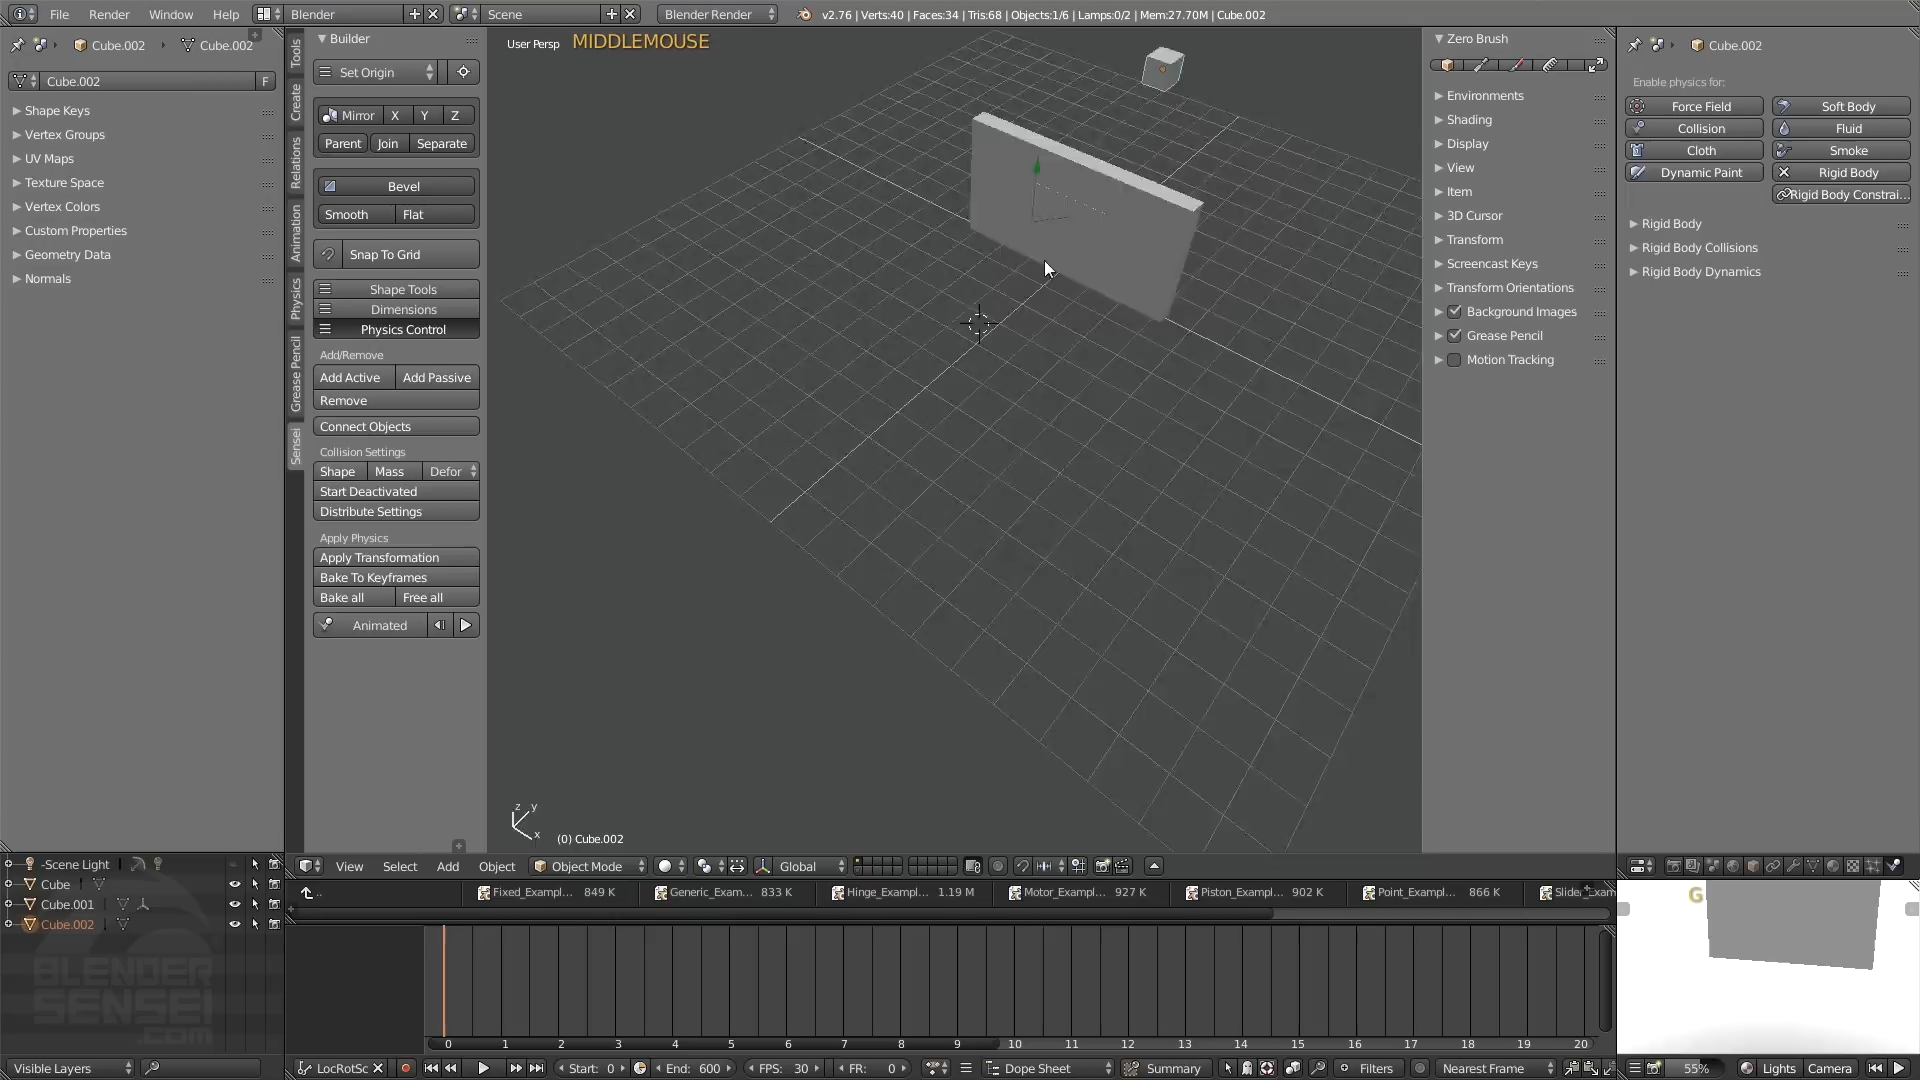 File Render Window Help Blender Scene Blender Render v2.76 | Verts:40 | Faces:34 | Tris:68 | Objects:1/6 | Lamps:0/2 | Mem:27.70M | Cube.002
Cube.002 Cube.002
Cube.002 F
Shape Keys
Vertex Groups
UV Maps
Texture Space
Vertex Colors
Custom Properties
Geometry Data
Normals
Tools
Create
Relations
Animation
Physics
Grease Pencil
Sensei
Builder
Set Origin
Mirror X Y Z
Parent Join Separate
Bevel
Smooth Flat
Snap To Grid
Shape Tools
Dimensions
Physics Control
Add/Remove
Add Active Add Passive
Remove
Connect Objects
Collision Settings
Shape Mass Defor
Start Deactivated
Distribute Settings
Apply Physics
Apply Transformation
Bake To Keyframes
Bake all Free all
Animated
User Persp MIDDLEMOUSE
z y
x
(0) Cube.002
Zero Brush
Environments
Shading
Display
View
Item
3D Cursor
Transform
Screencast Keys
Transform Orientations
Background Images
Grease Pencil
Motion Tracking
Cube.002
Enable physics for:
Force Field Soft Body
Collision Fluid
Cloth Smoke
Dynamic Paint Rigid Body
Rigid Body Constrai...
Rigid Body
Rigid Body Collisions
Rigid Body Dynamics
View Select Add Object Object Mode Global
-Scene Light
Cube
Cube.001
Cube.002
BLENDER
SENSEI
.COM
.. Fixed_Exampl... 849 K Generic_Exam... 833 K Hinge_Exampl... 1.19 M Motor_Exampl... 927 K Piston_Exampl... 902 K Point_Exampl... 866 K Slider_Exam
G
0 1 2 3 4 5 6 7 8 9 10 11 12 13 14 15 16 17 18 19 20
Visible Layers LocRotSc Start: 0 End: 600 FPS: 30 FR: 0 Dope Sheet Summary Filters Nearest Frame 55% Lights Camera